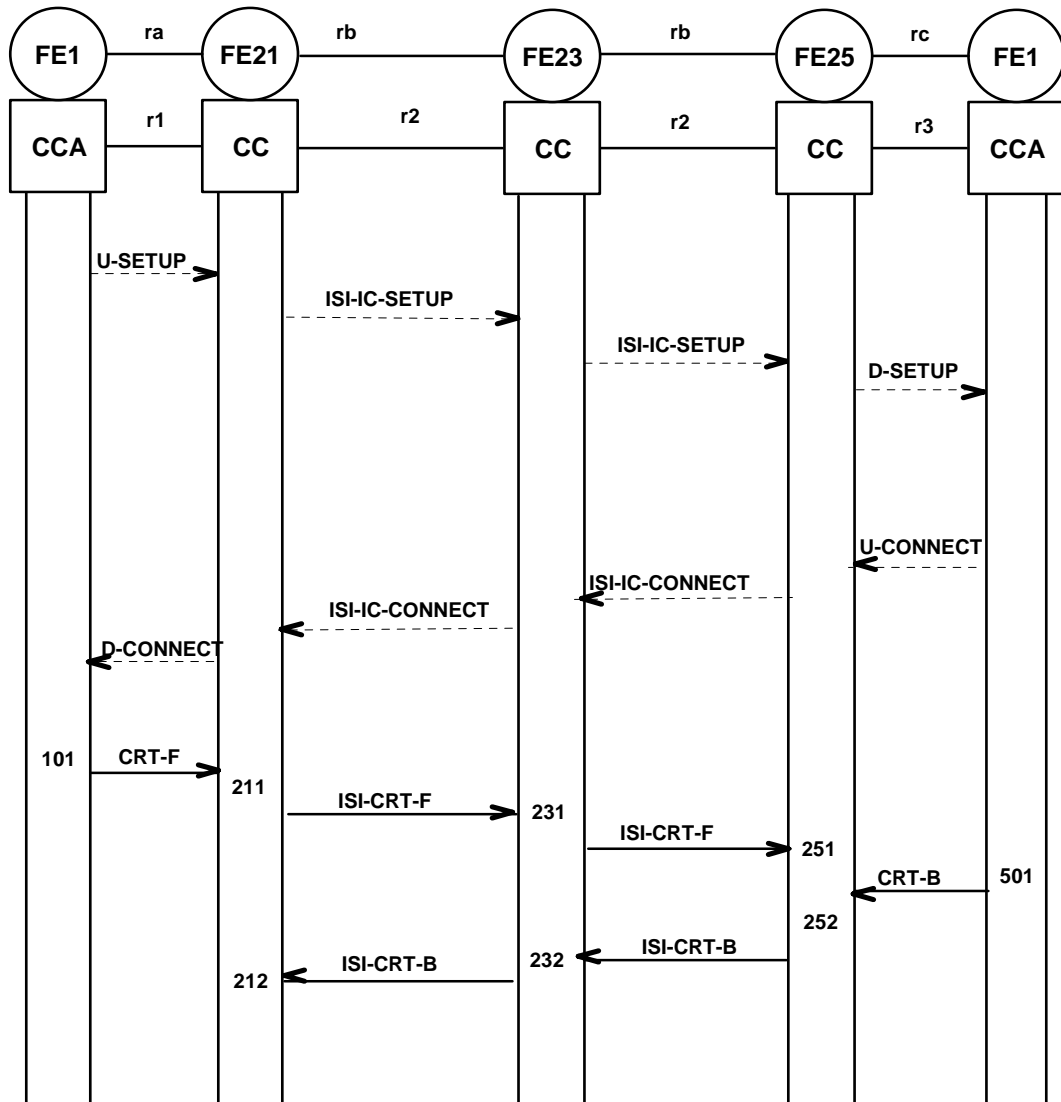 ra rb rb rc
FE1 FE21 FE23 FE25 FE1
r1 r2 r2 r3
CCA CC CC CC CCA
U-SETUP
ISI-IC-SETUP
ISI-IC-SETUP
D-SETUP
U-CONNECT
ISI-IC-CONNECT
ISI-IC-CONNECT
D-CONNECT
101 CRT-F
211
ISI-CRT-F 231
ISI-CRT-F 251
CRT-B 501
252
ISI-CRT-B 232
212 ISI-CRT-B